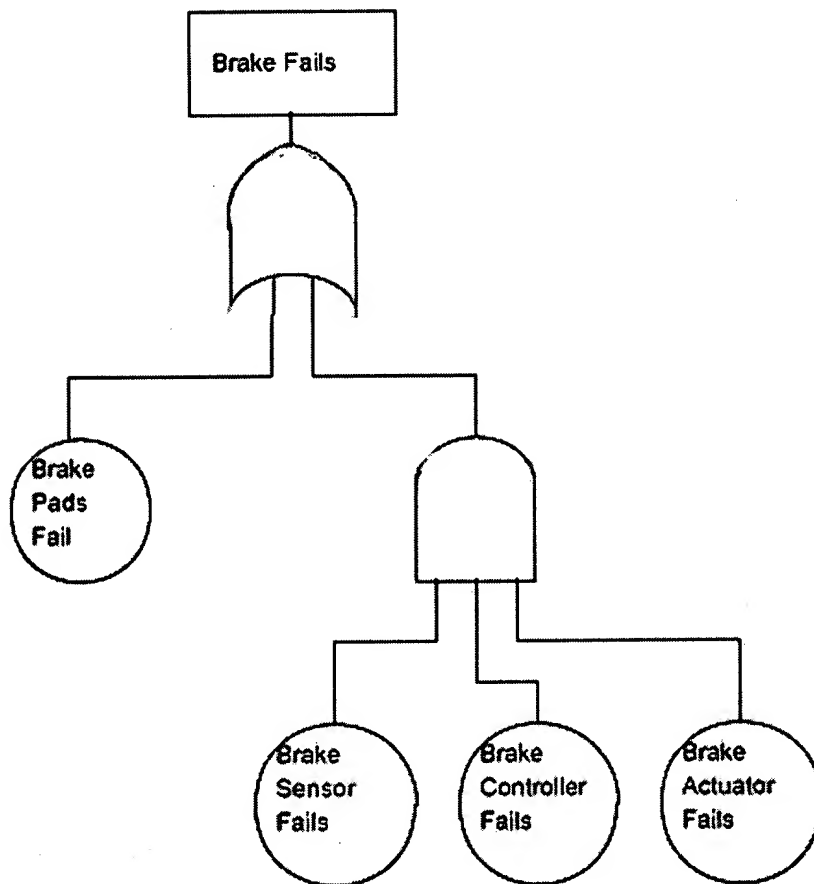 Brake Fails
Brake
Pads
Fail
Brake
Sensor
Fails
Brake
Controller
Fails
Brake
Actuator
Fails